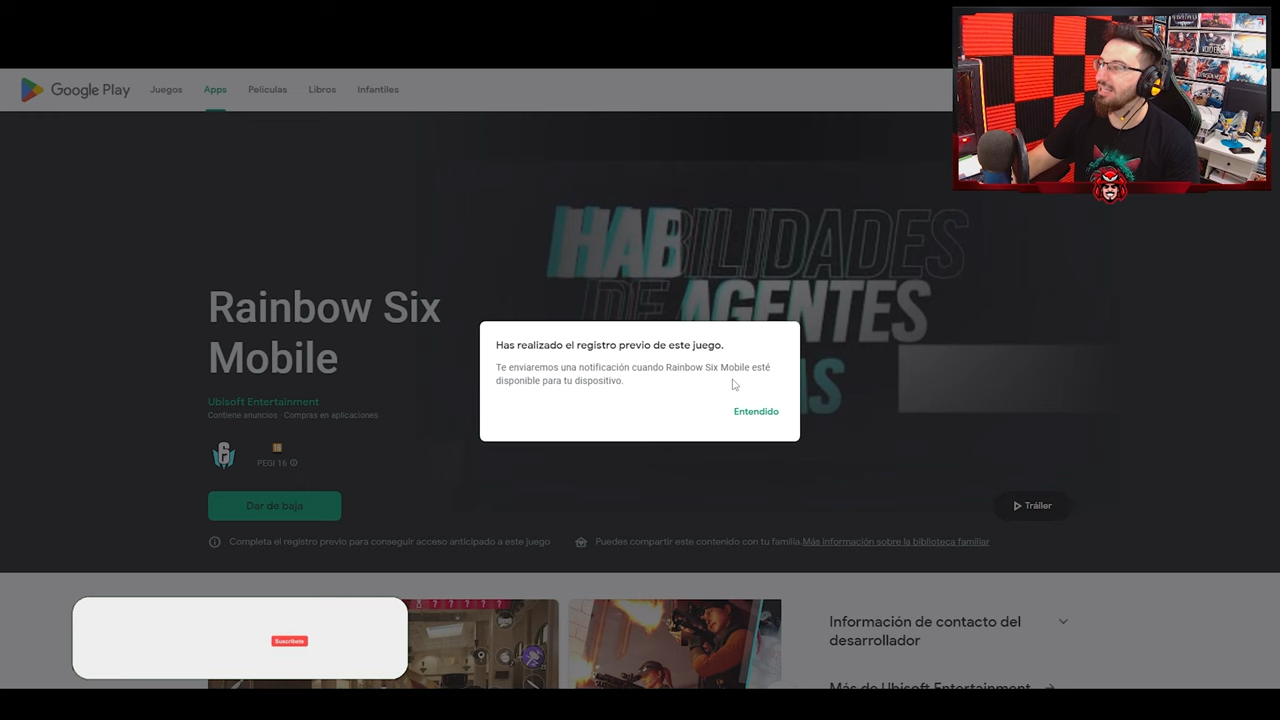 Google Play
Juegos
Apps
Películas
Libros
Infantiles
HABILIDADES
DE AGENTES
AS
Rainbow Six
Mobile
Ubisoft Entertainment
Contiene anuncios · Compras en aplicaciones
16
PEGI 16
Dar de baja
Tráiler
Completa el registro previo para conseguir acceso anticipado a este juego
Puedes compartir este contenido con tu familia.Más información sobre la biblioteca familiar
Has realizado el registro previo de este juego.
Te enviaremos una notificación cuando Rainbow Six Mobile esté
disponible para tu dispositivo.
Entendido
Suscríbete
? ? ? ? ?
Información de contacto del
desarrollador
Más de Ubisoft Entertainment